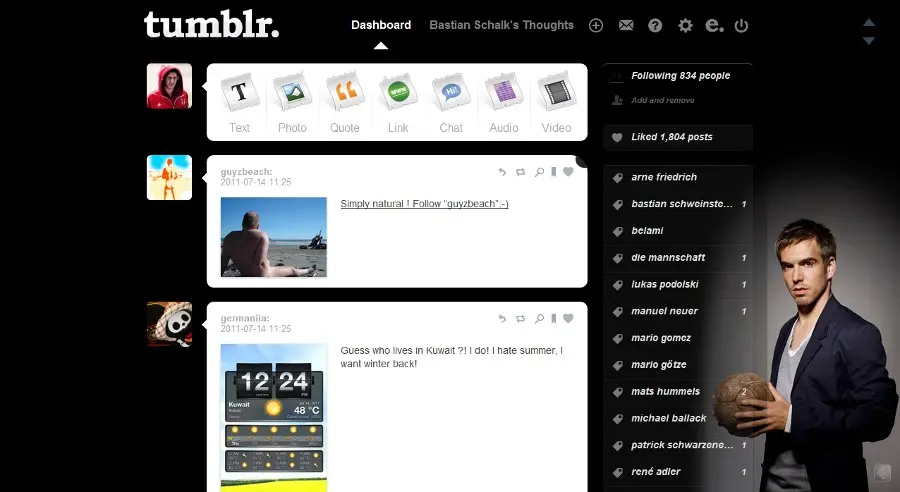 tumblr.
Dashboard
Bastian Schalk's Thoughts
Following 834 people
Add and remove
Liked 1,804 posts
T
WWW
Hi!
Text
Photo
Quote
Link
Chat
Audio
Video
guyzbeach:
2011-07-14 11:25
Simply natural ! Follow "guyzbeach";-)
germaniia:
2011-07-14 11:25
Guess who lives in Kuwait ?! I do! I hate summer, I
want winter back!
12 24
Kuwait
48 °C
arne friedrich
bastian schweinste... 1
belami
die mannschaft 1
lukas podolski 1
manuel neuer 1
mario gomez
mario götze
mats hummels 2
michael ballack
patrick schwarzene... 1
rené adler 1